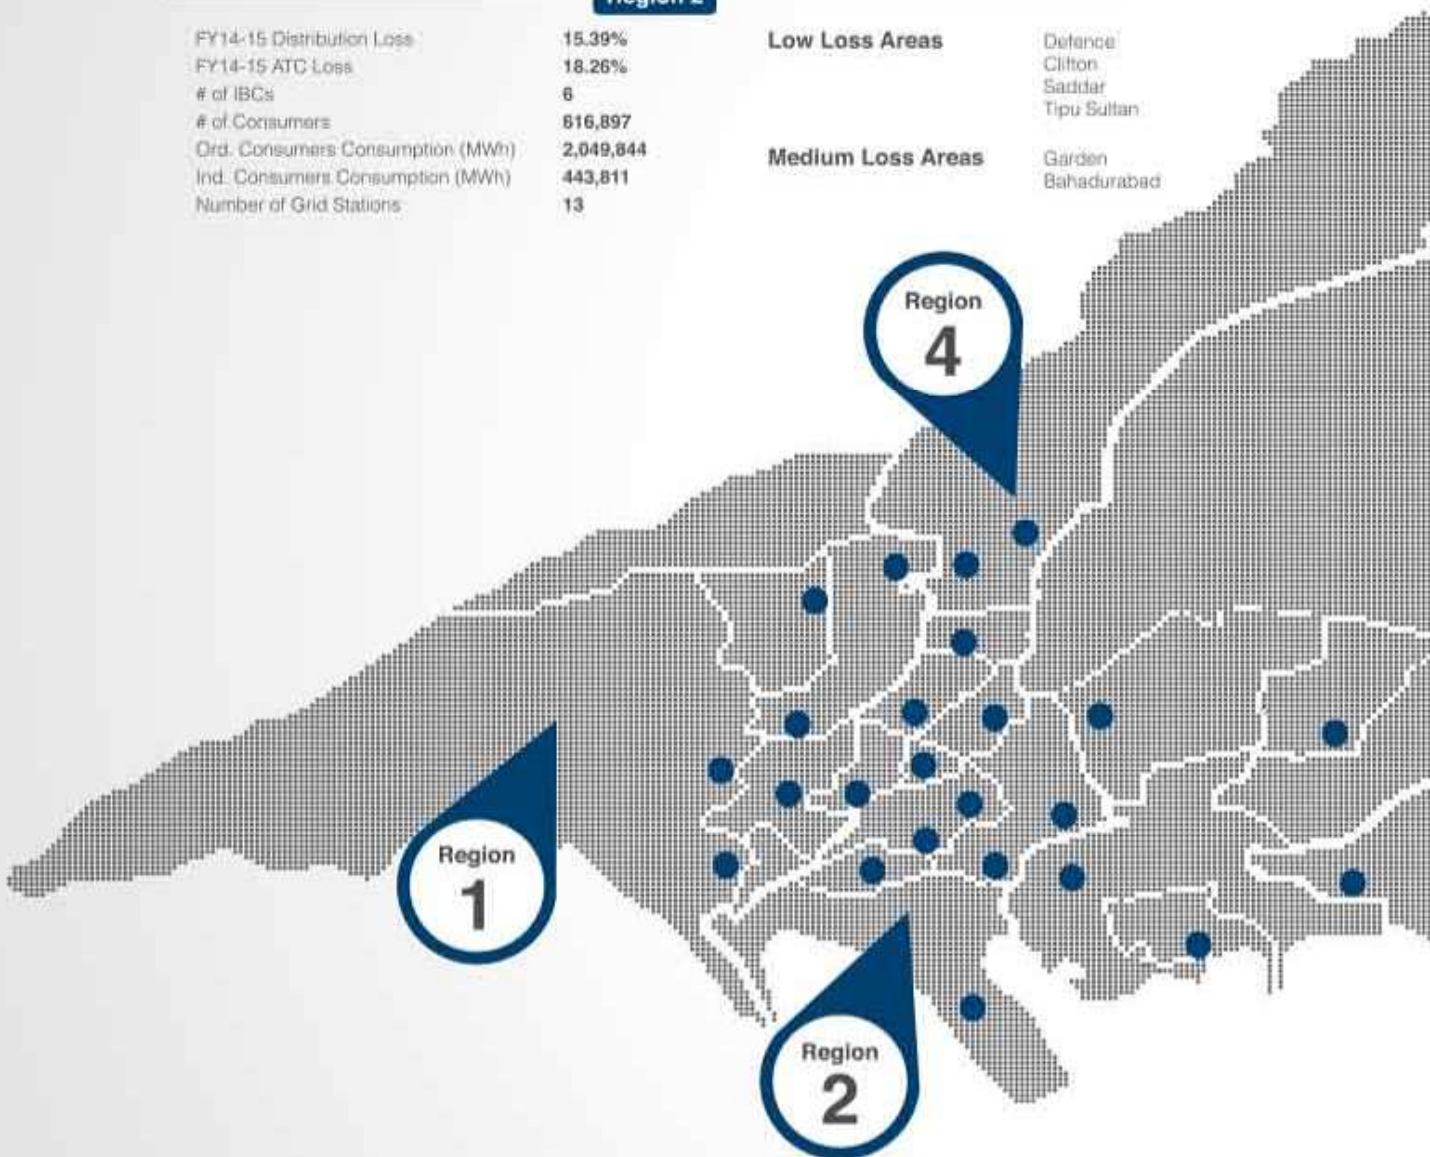 Region 2
FY14-15 Distribution Loss 15.39%
FY14-15 ATC Loss 18.26%
# of IBCs 6
# of Consumers 616,897
Ord. Consumers Consumption (MWh) 2,049,844
Ind. Consumers Consumption (MWh) 443,811
Number of Grid Stations 13
Low Loss Areas Defence
Clifton
Saddar
Tipu Sultan
Medium Loss Areas Garden
Bahadurabad
Region
4
Region
1
Region
2